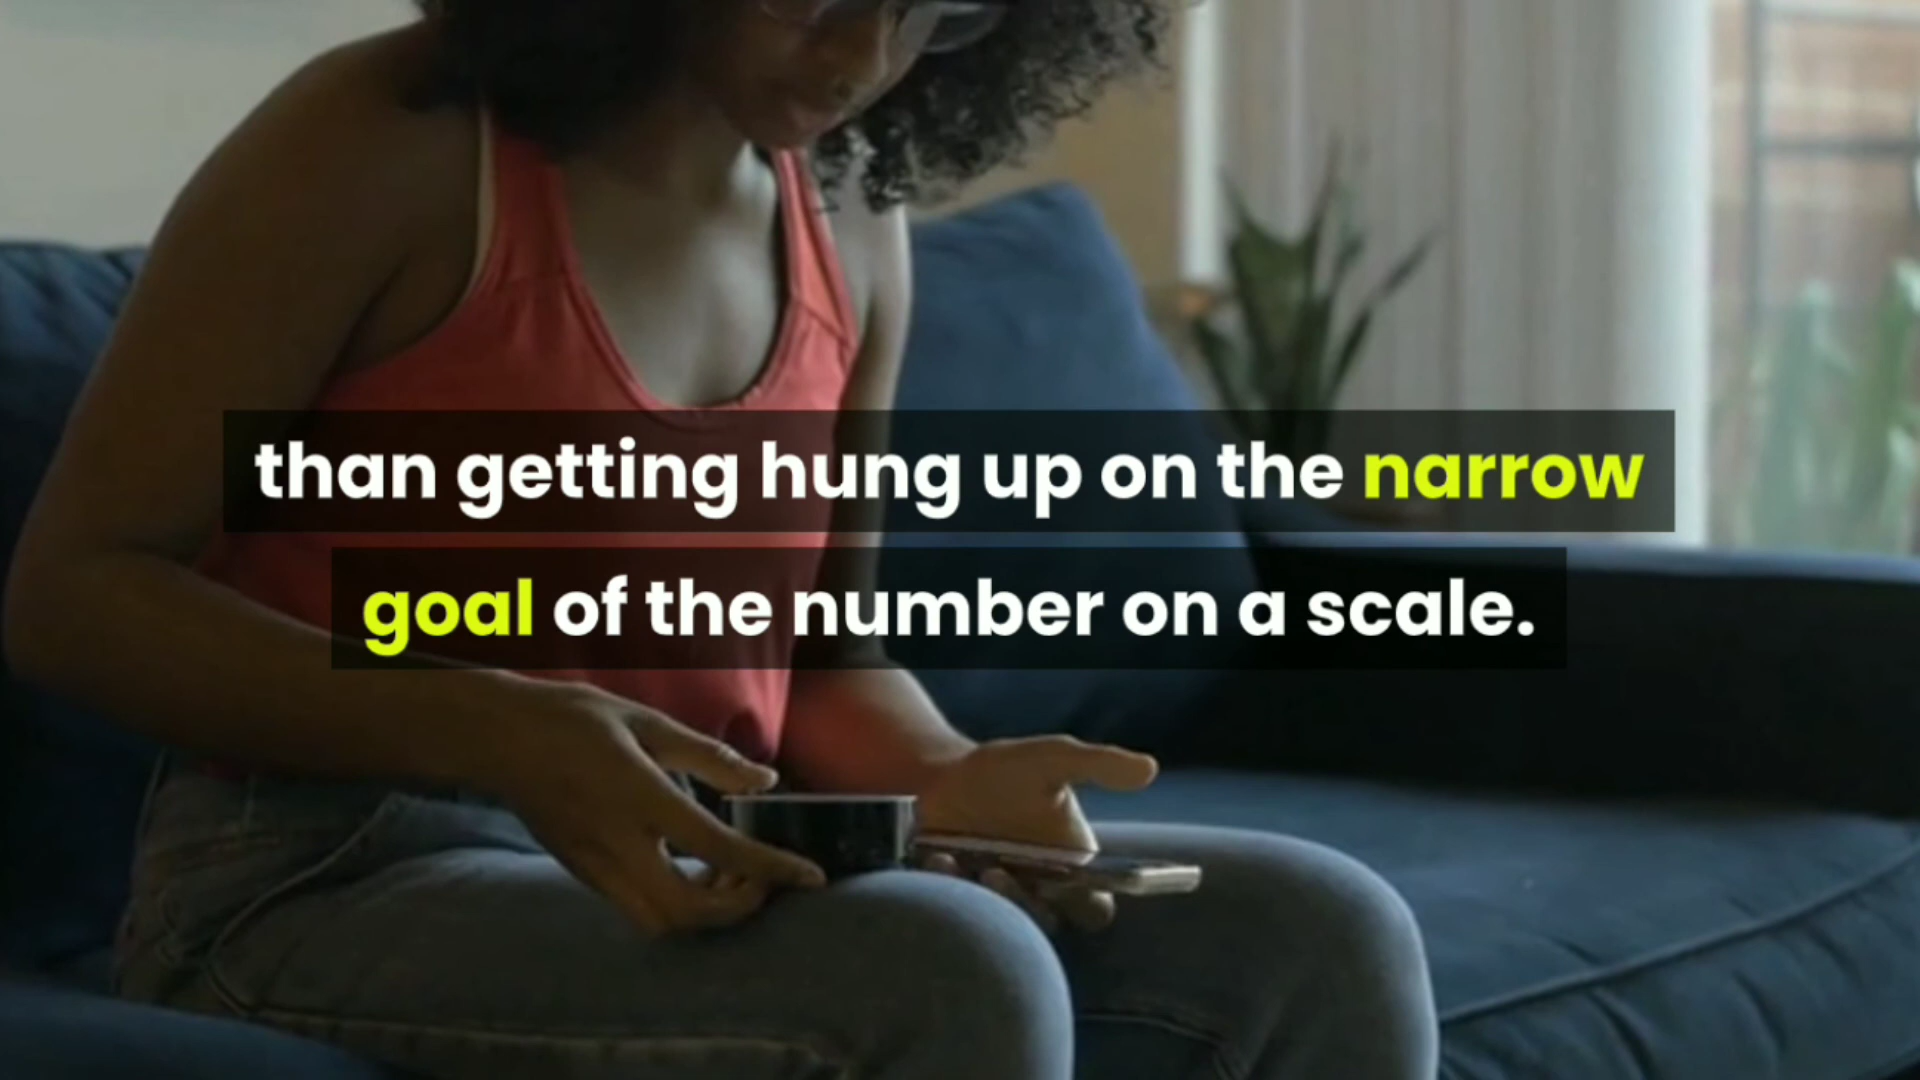 than getting hung up on the narrow
goal of the number on a scale.